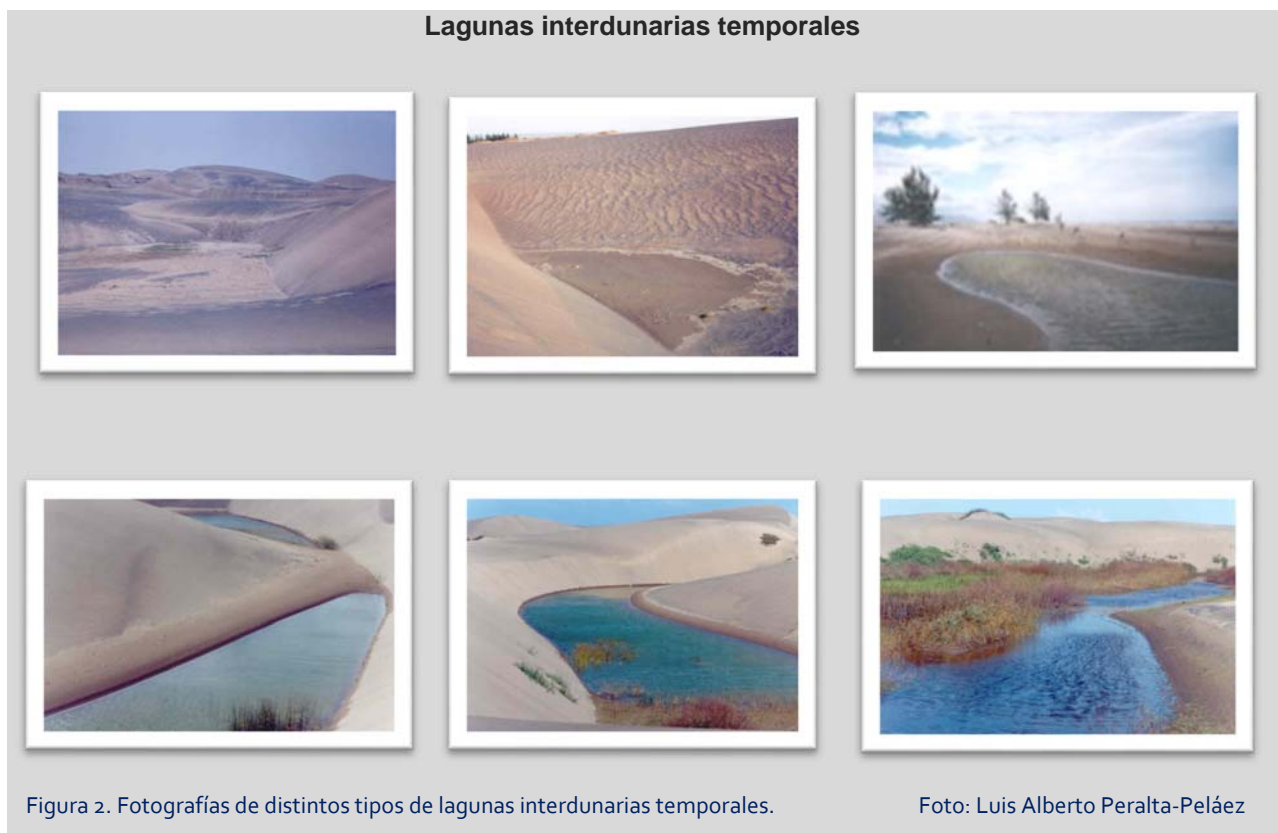 Lagunas interdunarias temporales
Figura 2. Fotografías de distintos tipos de lagunas interdunarias temporales. Foto: Luis Alberto Peralta-Peláez